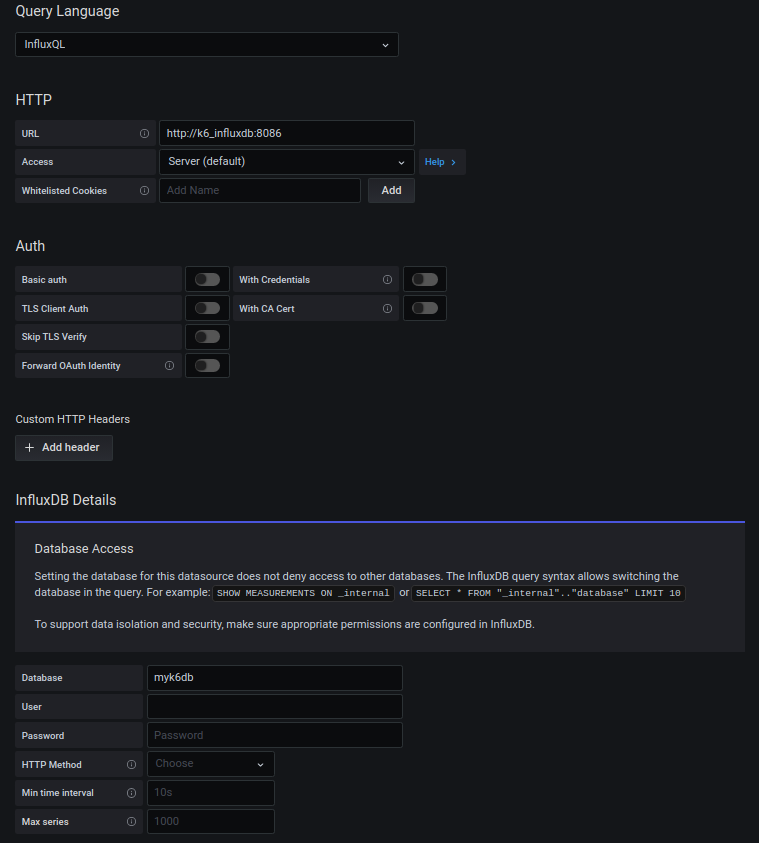 Query Language
InfluxQL
HTTP
URL
http://k6_influxdb:8086
Access
Server (default)
Help >
Whitelisted Cookies
Add Name
Add
Auth
Basic auth
With Credentials
TLS Client Auth
With CA Cert
Skip TLS Verify
Forward OAuth Identity
Custom HTTP Headers
+ Add header
InfluxDB Details
Database Access
Setting the database for this datasource does not deny access to other databases. The InfluxDB query syntax allows switching the
database in the query. For example: SHOW MEASUREMENTS ON _internal or SELECT * FROM "_internal".."database" LIMIT 10
To support data isolation and security, make sure appropriate permissions are configured in InfluxDB.
Database
myk6db
User
Password
Password
HTTP Method
Choose
Min time interval
10s
Max series
1000